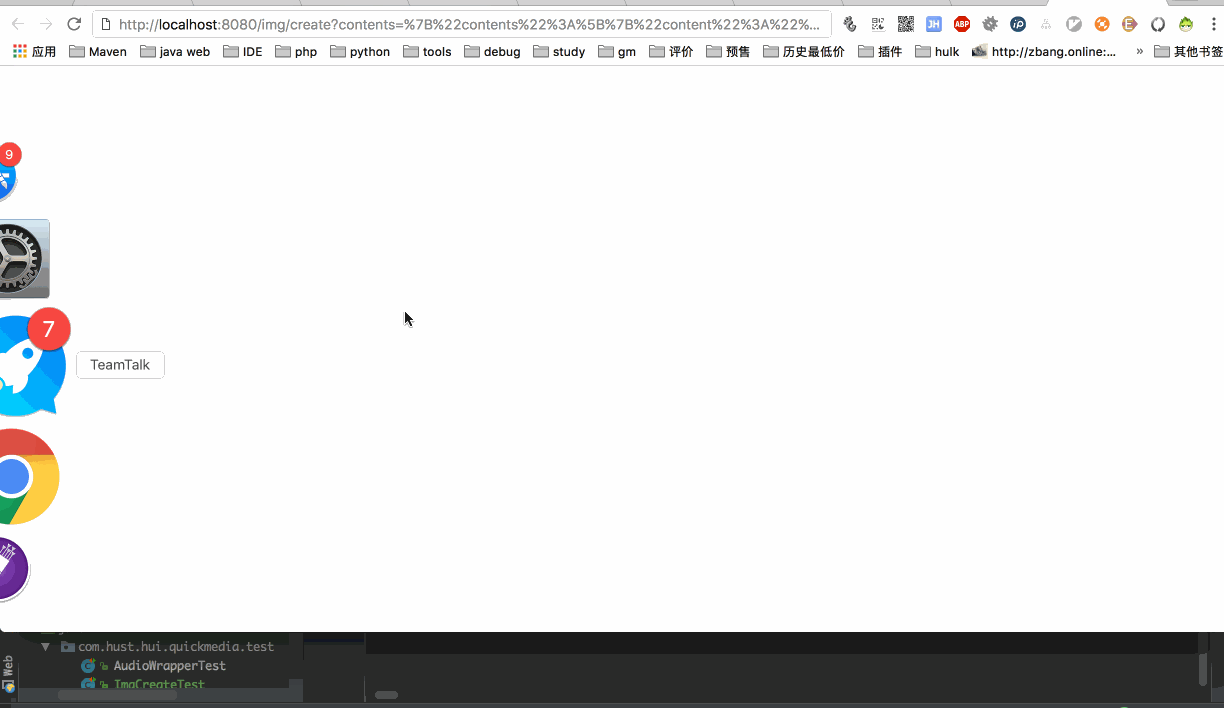 http://localhost:8080/img/create?contents=%7B%22contents%22%3A%5B%7B%22content%22%3A%22%...
JH
ABP
iP
E
应用 Maven java web IDE php python tools debug study gm 评价 预售 历史最低价 插件 hulk http://zbang.online:... » 其他书签
9
7
TeamTalk
com.hust.hui.quickmedia.test
AudioWrapperTest
ImgCreateTest
Web